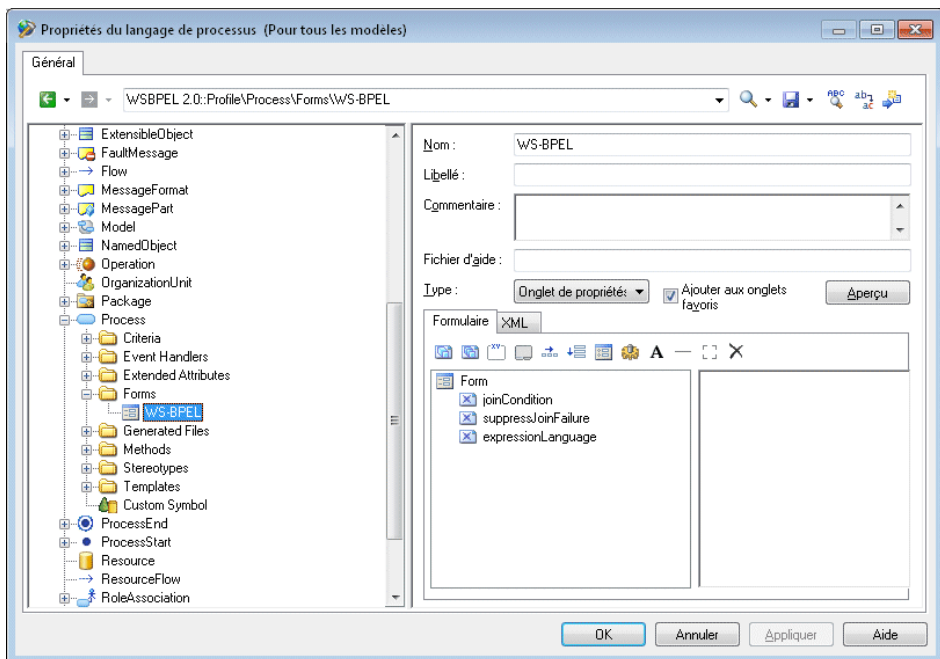 Propriétés du langage de processus (Pour tous les modèles)
Général
WSBPEL 2.0::Profile\Process\Forms\WS-BPEL
ExtensibleObject
FaultMessage
Flow
MessageFormat
MessagePart
Model
NamedObject
Operation
OrganizationUnit
Package
Process
Criteria
Event Handlers
Extended Attributes
Forms
WS-BPEL
Generated Files
Methods
Stereotypes
Templates
Custom Symbol
ProcessEnd
ProcessStart
Resource
ResourceFlow
RoleAssociation
Nom : WS-BPEL
Libellé :
Commentaire :
Fichier d'aide :
Type : Onglet de propriétés Ajouter aux onglets favoris Aperçu
Formulaire XML
A
Form
joinCondition
suppressJoinFailure
expressionLanguage
OK Annuler Appliquer Aide